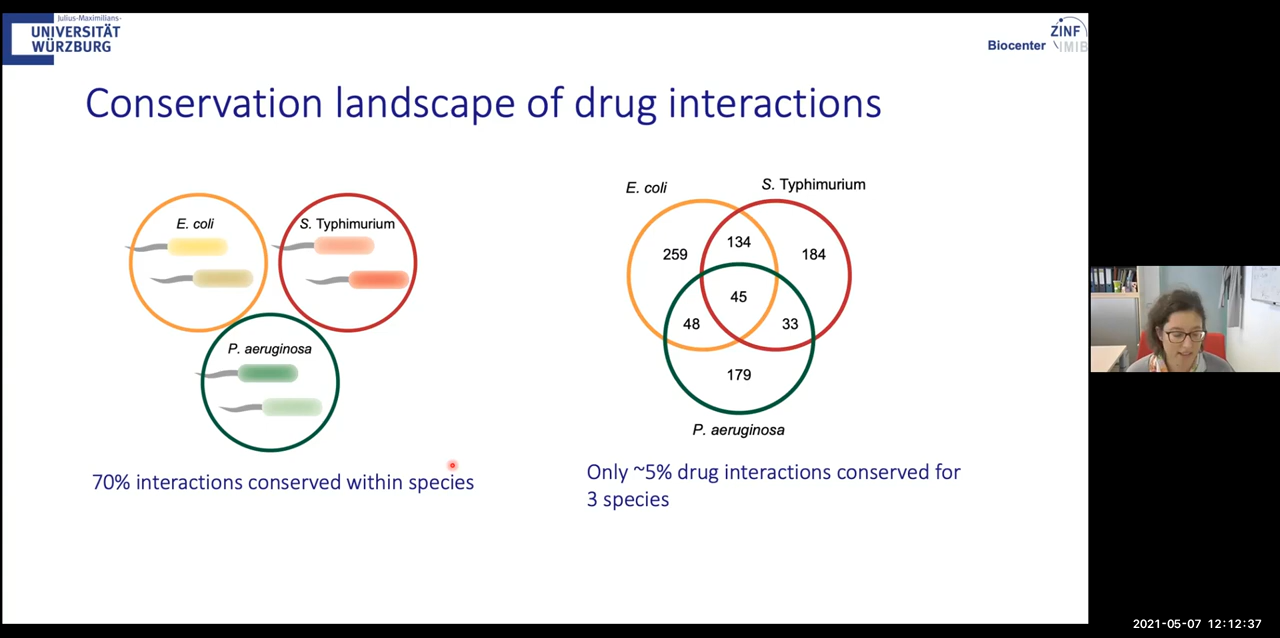 Julius-Maximilians-
UNIVERSITÄT
WÜRZBURG
ZINF
Biocenter
IMIB
Conservation landscape of drug interactions
E. coli
S. Typhimurium
P. aeruginosa
70% interactions conserved within species
E. coli
S. Typhimurium
259
134
184
45
48
33
179
P. aeruginosa
Only ~5% drug interactions conserved for
3 species
2021-05-07 12:12:37